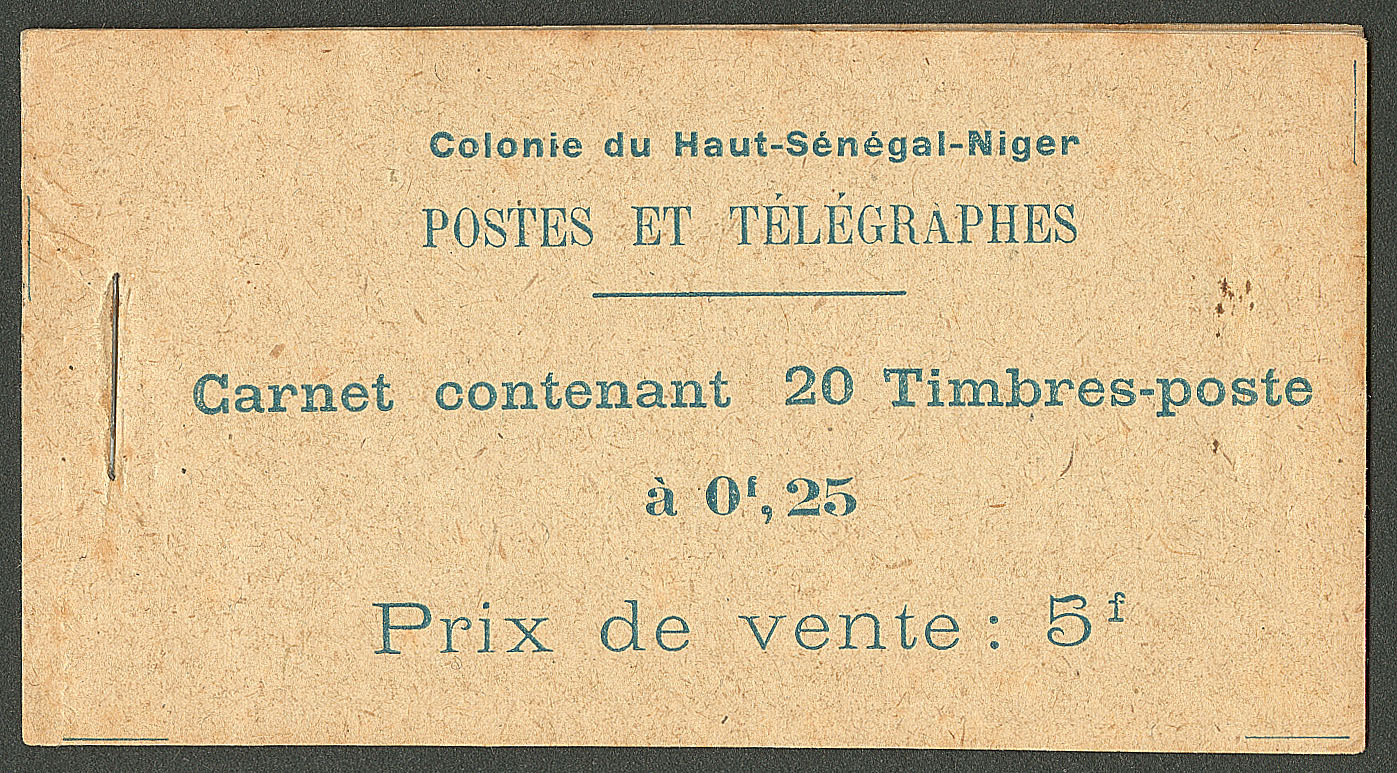 Colonie du Haut-Sénégal-Niger
POSTES ET TÉLÉGRAPHES
Carnet contenant 20 Timbres-poste
à 0ᶠ,25
Prix de vente : 5ᶠ